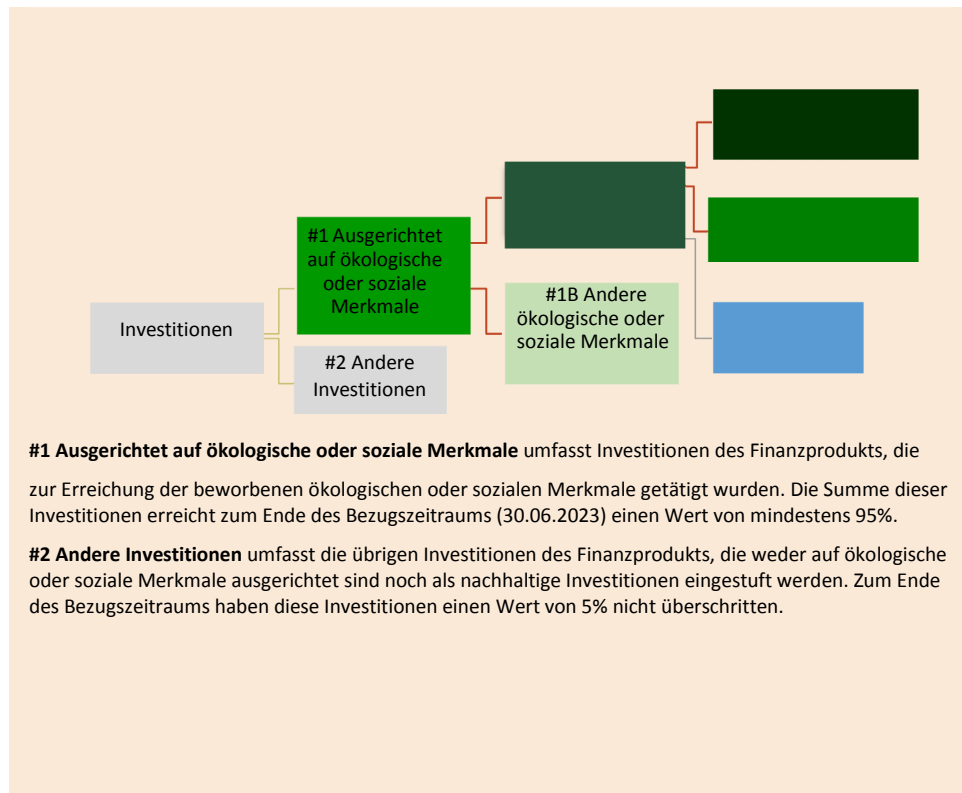 #1 Ausgerichtet
auf ökologische
oder soziale
Merkmale
#1B Andere
ökologische oder
soziale Merkmale
Investitionen
#2 Andere
Investitionen
#1 Ausgerichtet auf ökologische oder soziale Merkmale umfasst Investitionen des Finanzprodukts, die
zur Erreichung der beworbenen ökologischen oder sozialen Merkmale getätigt wurden. Die Summe dieser
Investitionen erreicht zum Ende des Bezugszeitraums (30.06.2023) einen Wert von mindestens 95%.
#2 Andere Investitionen umfasst die übrigen Investitionen des Finanzprodukts, die weder auf ökologische
oder soziale Merkmale ausgerichtet sind noch als nachhaltige Investitionen eingestuft werden. Zum Ende
des Bezugszeitraums haben diese Investitionen einen Wert von 5% nicht überschritten.